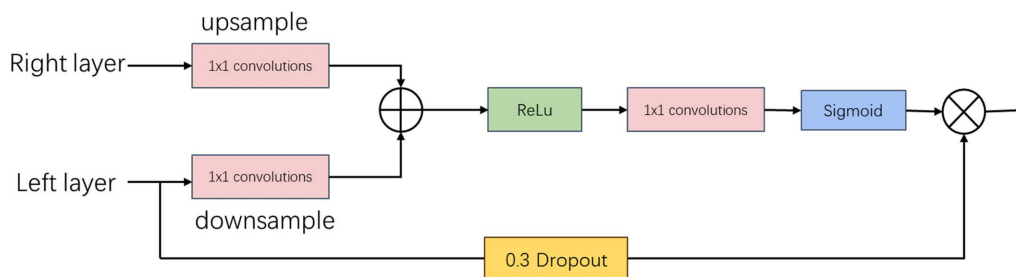 upsample
Right layer
1x1 convolutions
ReLu
1x1 convolutions
Sigmoid
Left layer
1x1 convolutions
downsample
0.3 Dropout